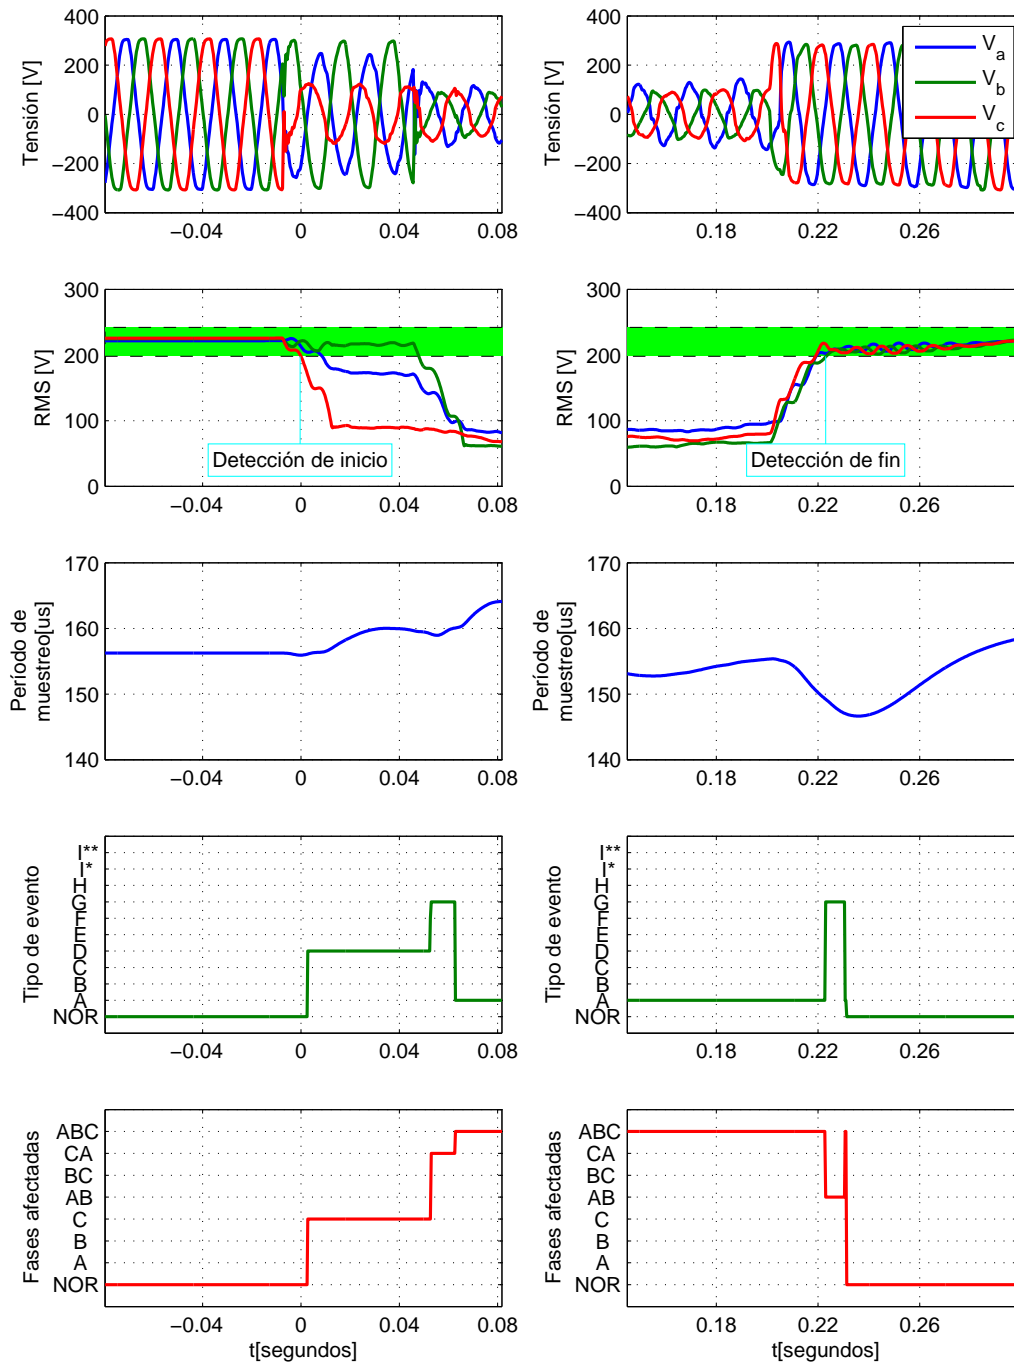 400
200
0
−200
−400
Tensión [V]
−0.04
0
0.04
0.08
400
200
0
−200
−400
Tensión [V]
0.18
0.22
0.26
V_a
V_b
V_c
300
200
100
0
RMS [V]
Detección de inicio
−0.04
0
0.04
0.08
300
200
100
0
RMS [V]
Detección de fin
0.18
0.22
0.26
170
160
150
140
Período de
muestreo[us]
−0.04
0
0.04
0.08
170
160
150
140
Período de
muestreo[us]
0.18
0.22
0.26
I**
I*
H
G
F
E
D
C
B
A
NOR
Tipo de evento
−0.04
0
0.04
0.08
I**
I*
H
G
F
E
D
C
B
A
NOR
Tipo de evento
0.18
0.22
0.26
ABC
CA
BC
AB
C
B
A
NOR
Fases afectadas
−0.04
0
0.04
0.08
t[segundos]
ABC
CA
BC
AB
C
B
A
NOR
Fases afectadas
0.18
0.22
0.26
t[segundos]